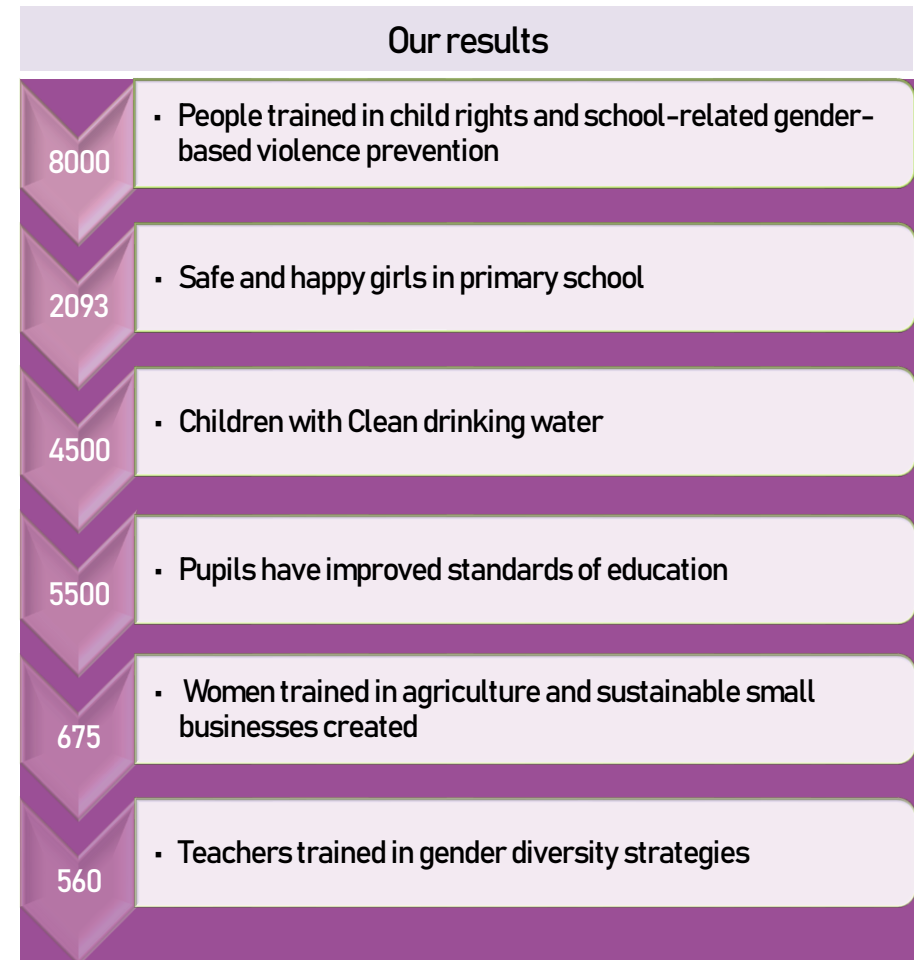 Our results
8000
▪ People trained in child rights and school-related gender-
based violence prevention
2093
▪ Safe and happy girls in primary school
4500
▪ Children with Clean drinking water
5500
▪ Pupils have improved standards of education
675
▪ Women trained in agriculture and sustainable small
businesses created
560
▪ Teachers trained in gender diversity strategies